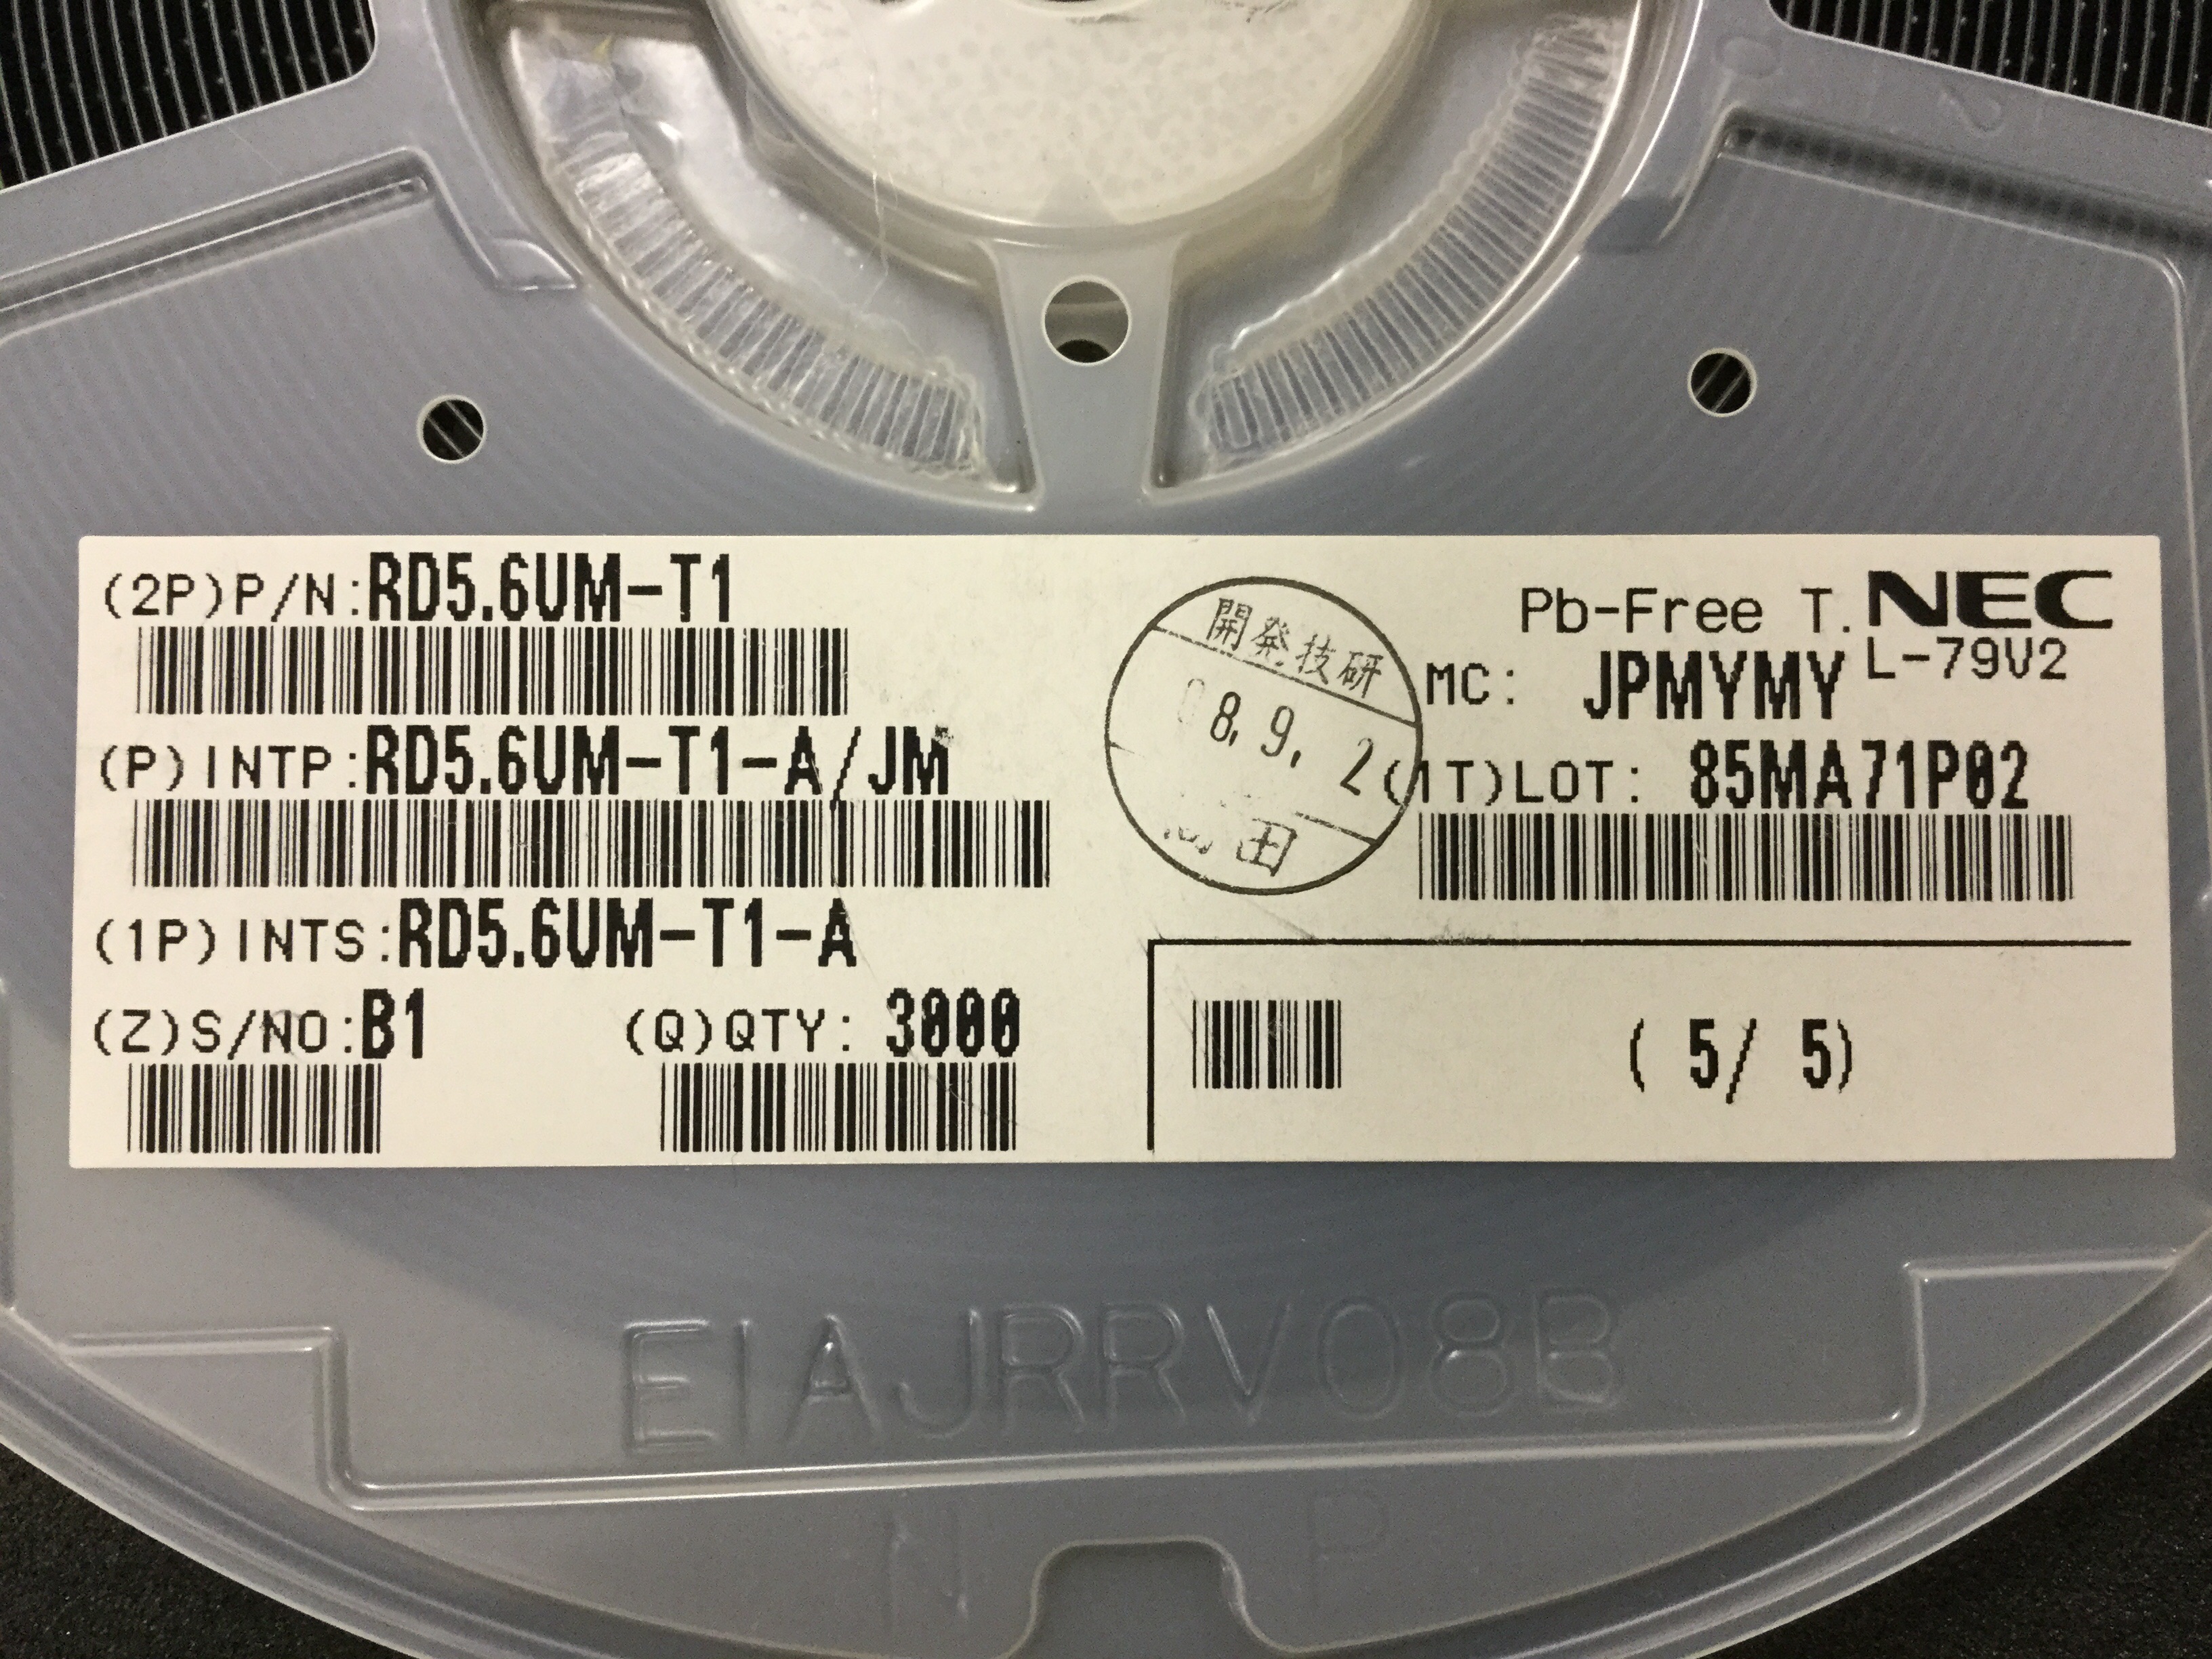 (2P)P/N:RD5.6UM-T1
(P)INTP:RD5.6UM-T1-A/JM
(1P)INTS:RD5.6UM-T1-A
(Z)S/NO:B1 (Q)QTY: 3000
開発技研
08.9.2
田
Pb-Free T. NEC
L-79V2
MC: JPMYMY
(1T)LOT: 85MA71P02
( 5/ 5)
EIAJRRV08B
P